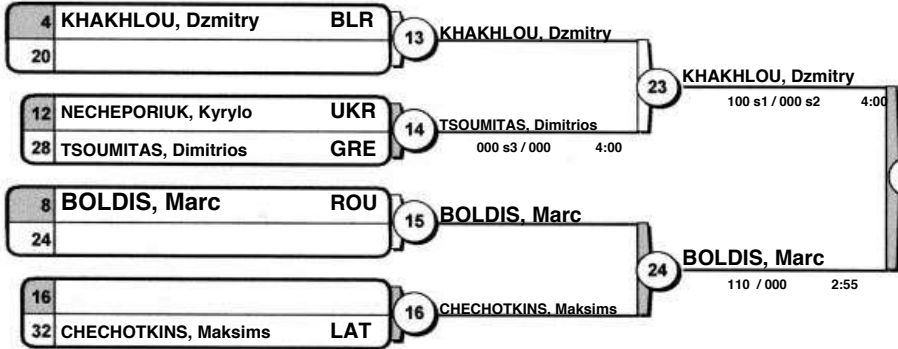 4 KHAKHLOU, Dzmitry BLR
20
13 KHAKHLOU, Dzmitry
12 NECHEPORIUK, Kyrylo UKR
28 TSOUMITAS, Dimitrios GRE
14 TSOUMITAS, Dimitrios
000 s3 / 000 4:00
23 KHAKHLOU, Dzmitry
100 s1 / 000 s2 4:00
8 BOLDIS, Marc ROU
24
15 BOLDIS, Marc
16
32 CHECHOTKINS, Maksims LAT
16 CHECHOTKINS, Maksims
24 BOLDIS, Marc
110 / 000 2:55